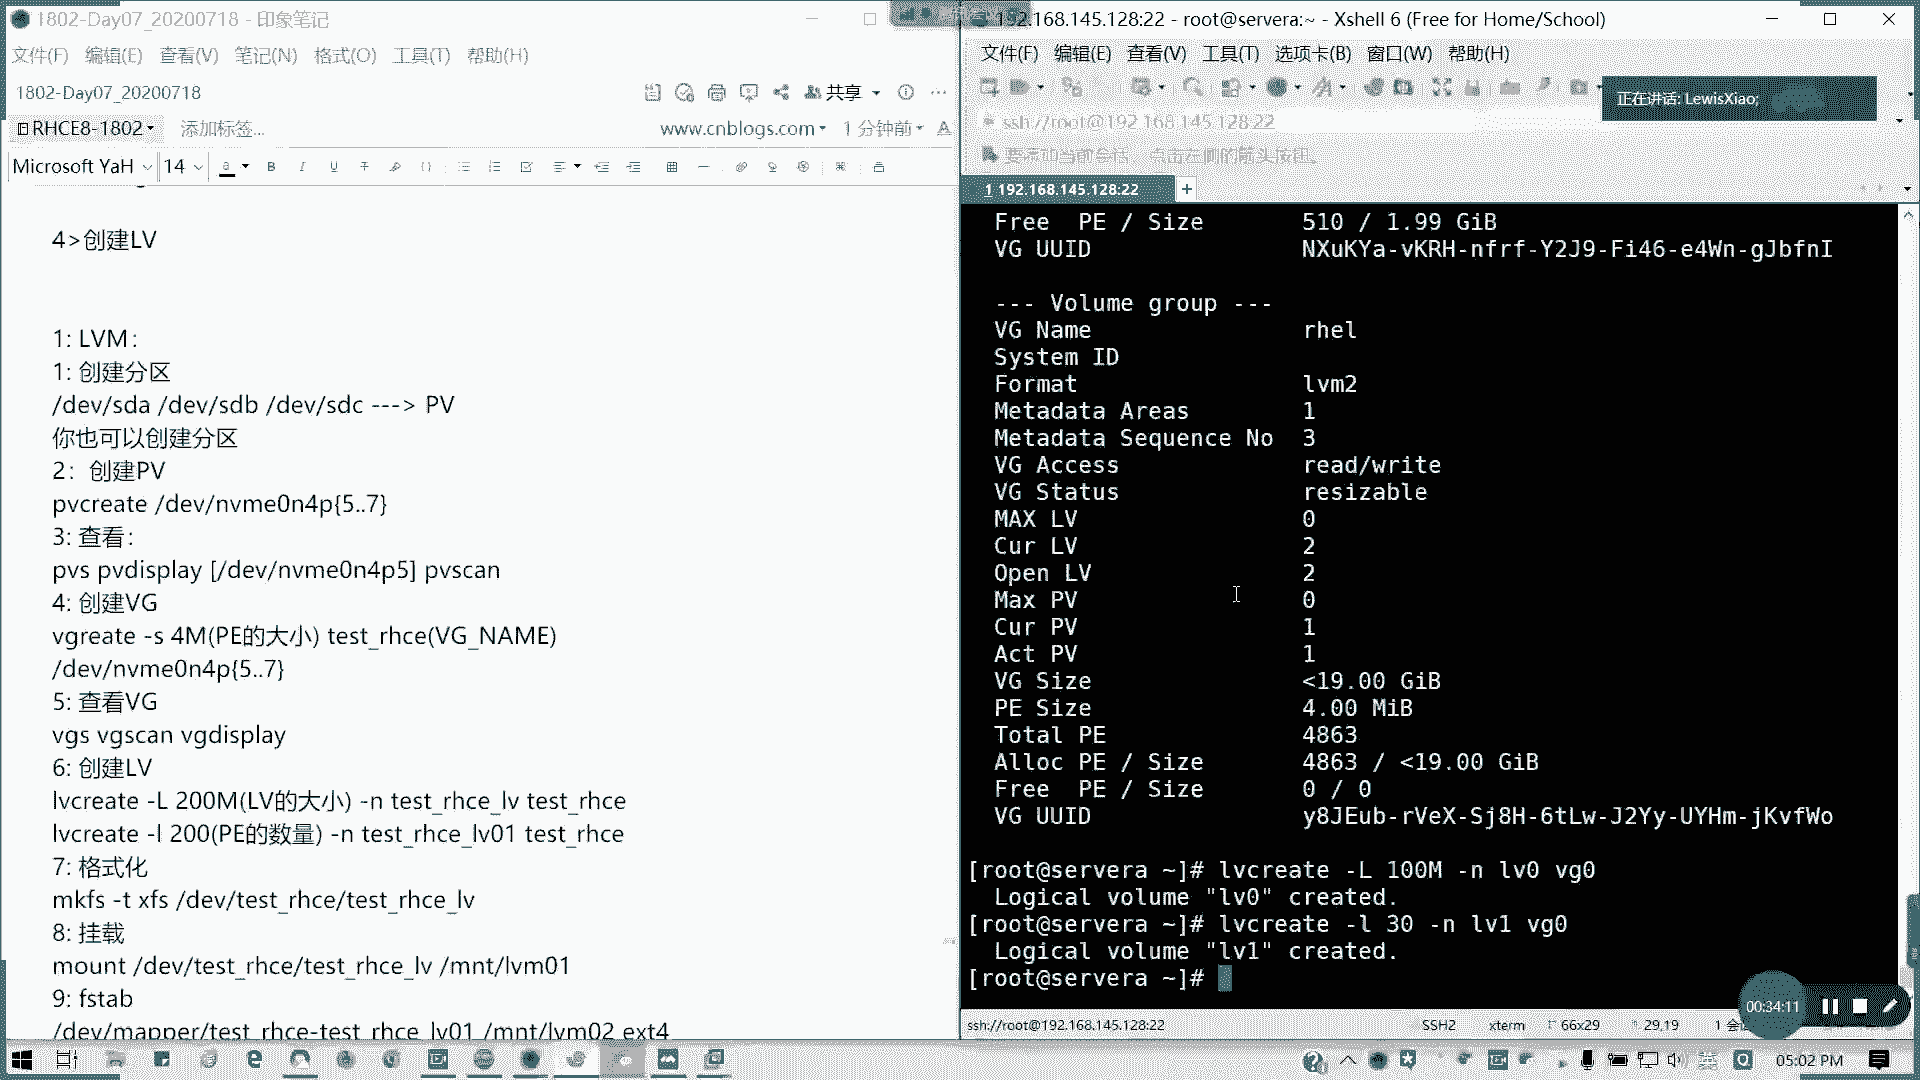 1802-Day07_20200718 - 印象笔记
文件(F) 编辑(E) 查看(V) 笔记(N) 格式(O) 工具(T) 帮助(H)
1802-Day07_20200718
共享
RHCE8-1802 添加标签...
www.cnblogs.com 1 分钟前
Microsoft YaH 14
4>创建LV
1: LVM:
1: 创建分区
/dev/sda /dev/sdb /dev/sdc ---> PV
你也可以创建分区
2: 创建PV
pvcreate /dev/nvme0n4p{5..7}
3: 查看:
pvs pvdisplay [/dev/nvme0n4p5] pvscan
4: 创建VG
vgreate -s 4M(PE的大小) test_rhce(VG_NAME)
/dev/nvme0n4p{5..7}
5: 查看VG
vgs vgscan vgdisplay
6: 创建LV
lvcreate -L 200M(LV的大小) -n test_rhce_lv test_rhce
lvcreate -l 200(PE的数量) -n test_rhce_lv01 test_rhce
7: 格式化
mkfs -t xfs /dev/test_rhce/test_rhce_lv
8: 挂载
mount /dev/test_rhce/test_rhce_lv /mnt/lvm01
9: fstab
/dev/mapper/test_rhce-test_rhce_lv01 /mnt/lvm02 ext4
192.168.145.128:22 - root@servera:~ - Xshell 6 (Free for Home/School)
文件(F) 编辑(E) 查看(V) 工具(T) 选项卡(B) 窗口(W) 帮助(H)
正在讲话: LewisXiao;
ssh://root@192.168.145.128:22
要添加当前会话，点击左侧的箭头按钮。
1 192.168.145.128:22 +
Free PE / Size 510 / 1.99 GiB
VG UUID NXuKYa-vKRH-nfrf-Y2J9-Fi46-e4Wn-gJbfnI
--- Volume group ---
VG Name rhel
System ID
Format lvm2
Metadata Areas 1
Metadata Sequence No 3
VG Access read/write
VG Status resizable
MAX LV 0
Cur LV 2
Open LV 2
Max PV 0
Cur PV 1
Act PV 1
VG Size <19.00 GiB
PE Size 4.00 MiB
Total PE 4863
Alloc PE / Size 4863 / <19.00 GiB
Free PE / Size 0 / 0
VG UUID y8JEub-rVeX-Sj8H-6tLw-J2Yy-UYHm-jKvfWo
[root@servera ~]# lvcreate -L 100M -n lv0 vg0
Logical volume "lv0" created.
[root@servera ~]# lvcreate -l 30 -n lv1 vg0
Logical volume "lv1" created.
[root@servera ~]#
00:34:11
ssh://root@192.168.145.128:22 SSH2 xterm 66x29 29,19 1
英 05:02 PM